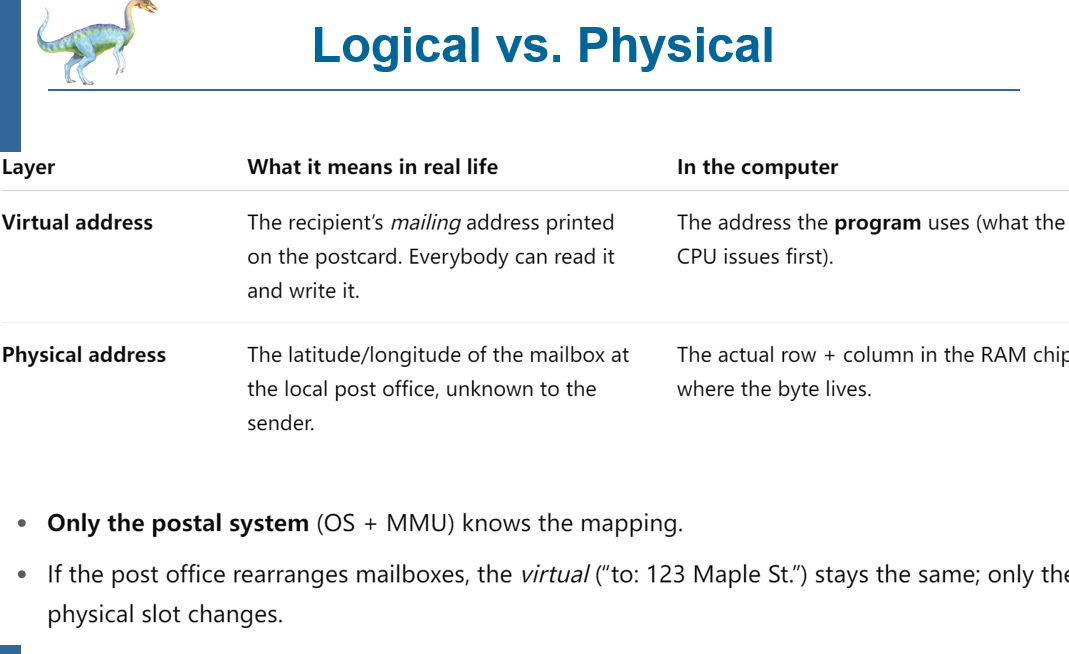 Logical vs. Physical
Layer What it means in real life In the computer
Virtual address The recipient’s mailing address printed The address the program uses (what the
on the postcard. Everybody can read it CPU issues first).
and write it.
Physical address The latitude/longitude of the mailbox at The actual row + column in the RAM chip
the local post office, unknown to the where the byte lives.
sender.
• Only the postal system (OS + MMU) knows the mapping.
• If the post office rearranges mailboxes, the virtual (“to: 123 Maple St.”) stays the same; only the
physical slot changes.